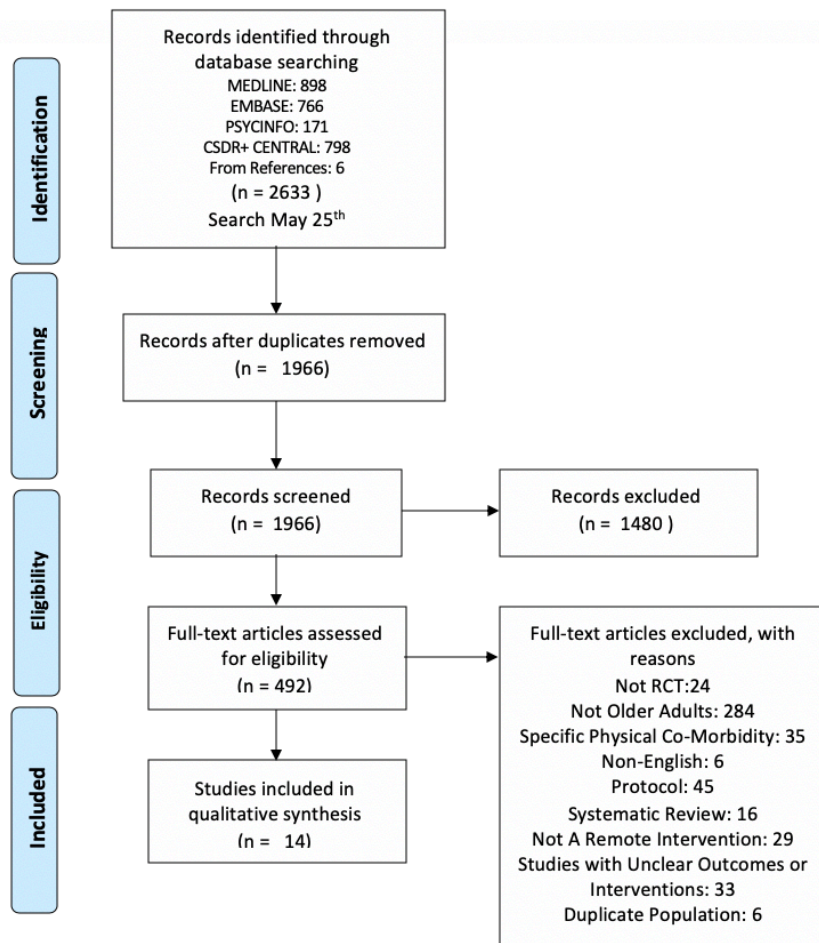 Identification
Records identified through
database searching
MEDLINE: 898
EMBASE: 766
PSYCINFO: 171
CSDR+ CENTRAL: 798
From References: 6
(n = 2633 )
Search May 25th
Screening
Records after duplicates removed
(n = 1966)
Records screened
(n = 1966)
Records excluded
(n = 1480 )
Eligibility
Full-text articles assessed
for eligibility
(n = 492)
Full-text articles excluded, with
reasons
Not RCT:24
Not Older Adults: 284
Specific Physical Co-Morbidity: 35
Non-English: 6
Protocol: 45
Systematic Review: 16
Not A Remote Intervention: 29
Studies with Unclear Outcomes or
Interventions: 33
Duplicate Population: 6
Included
Studies included in
qualitative synthesis
(n = 14)